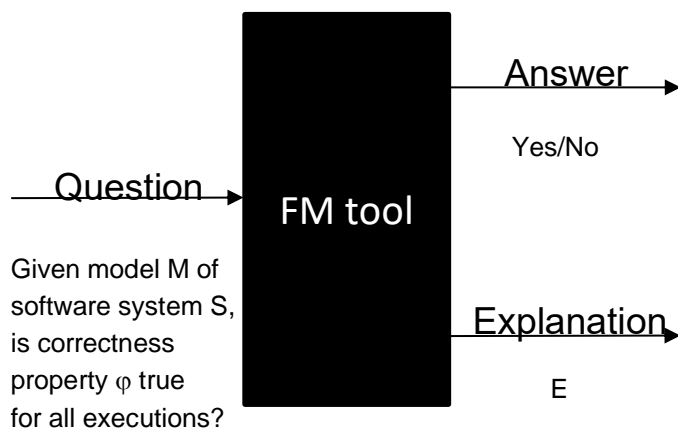 Question
Given model M of
software system S,
is correctness
property φ true
for all executions?
FM tool
Answer
Yes/No
Explanation
E